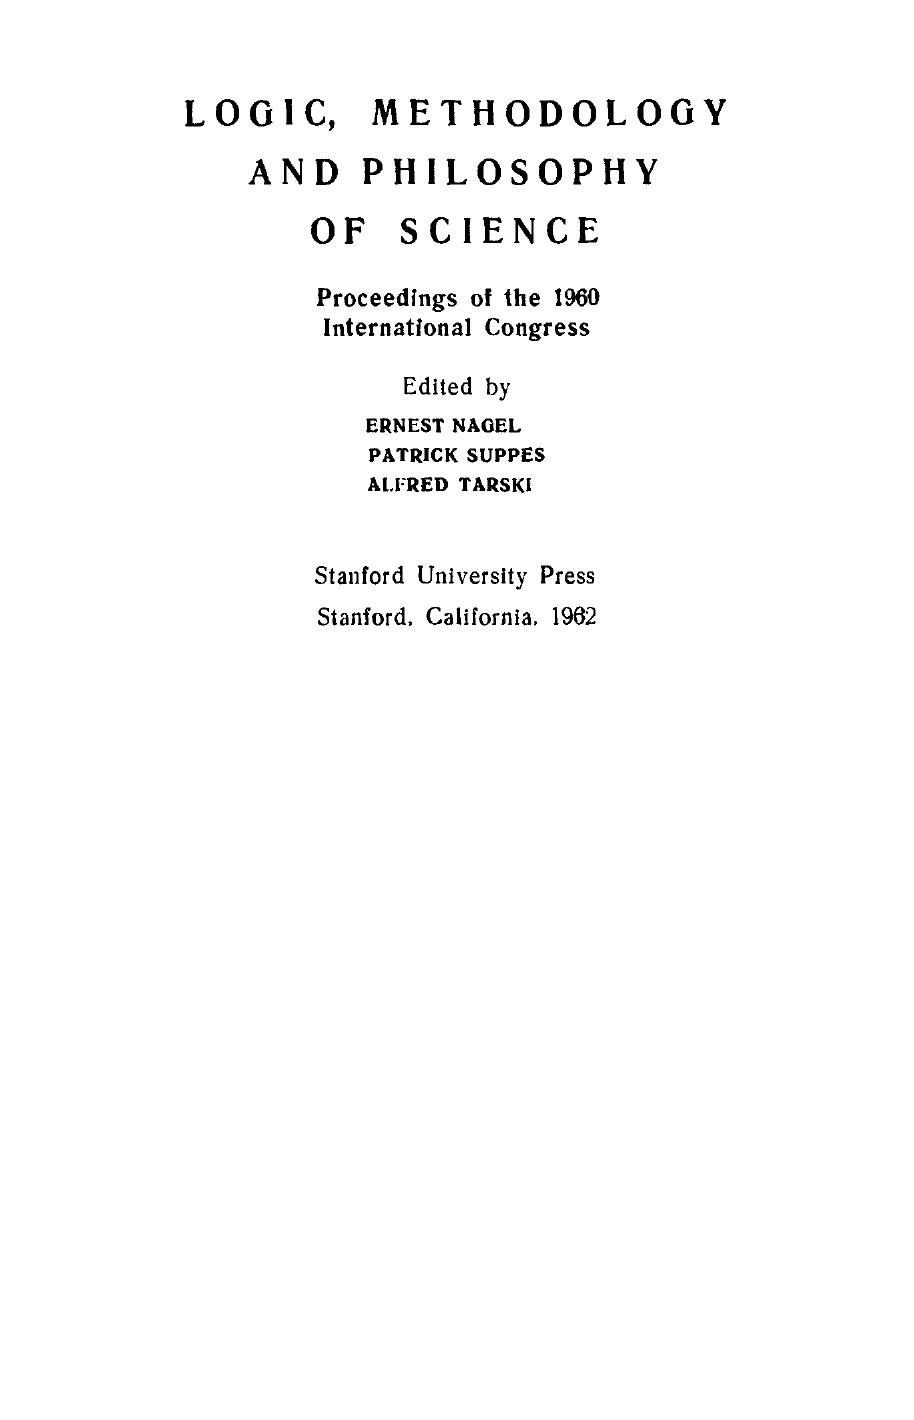 LOGIC, METHODOLOGY
AND PHILOSOPHY
OF SCIENCE
Proceedings of the 1960
International Congress
Edited by
ERNEST NAGEL
PATRICK SUPPES
ALFRED TARSKI
Stanford University Press
Stanford, California, 1962